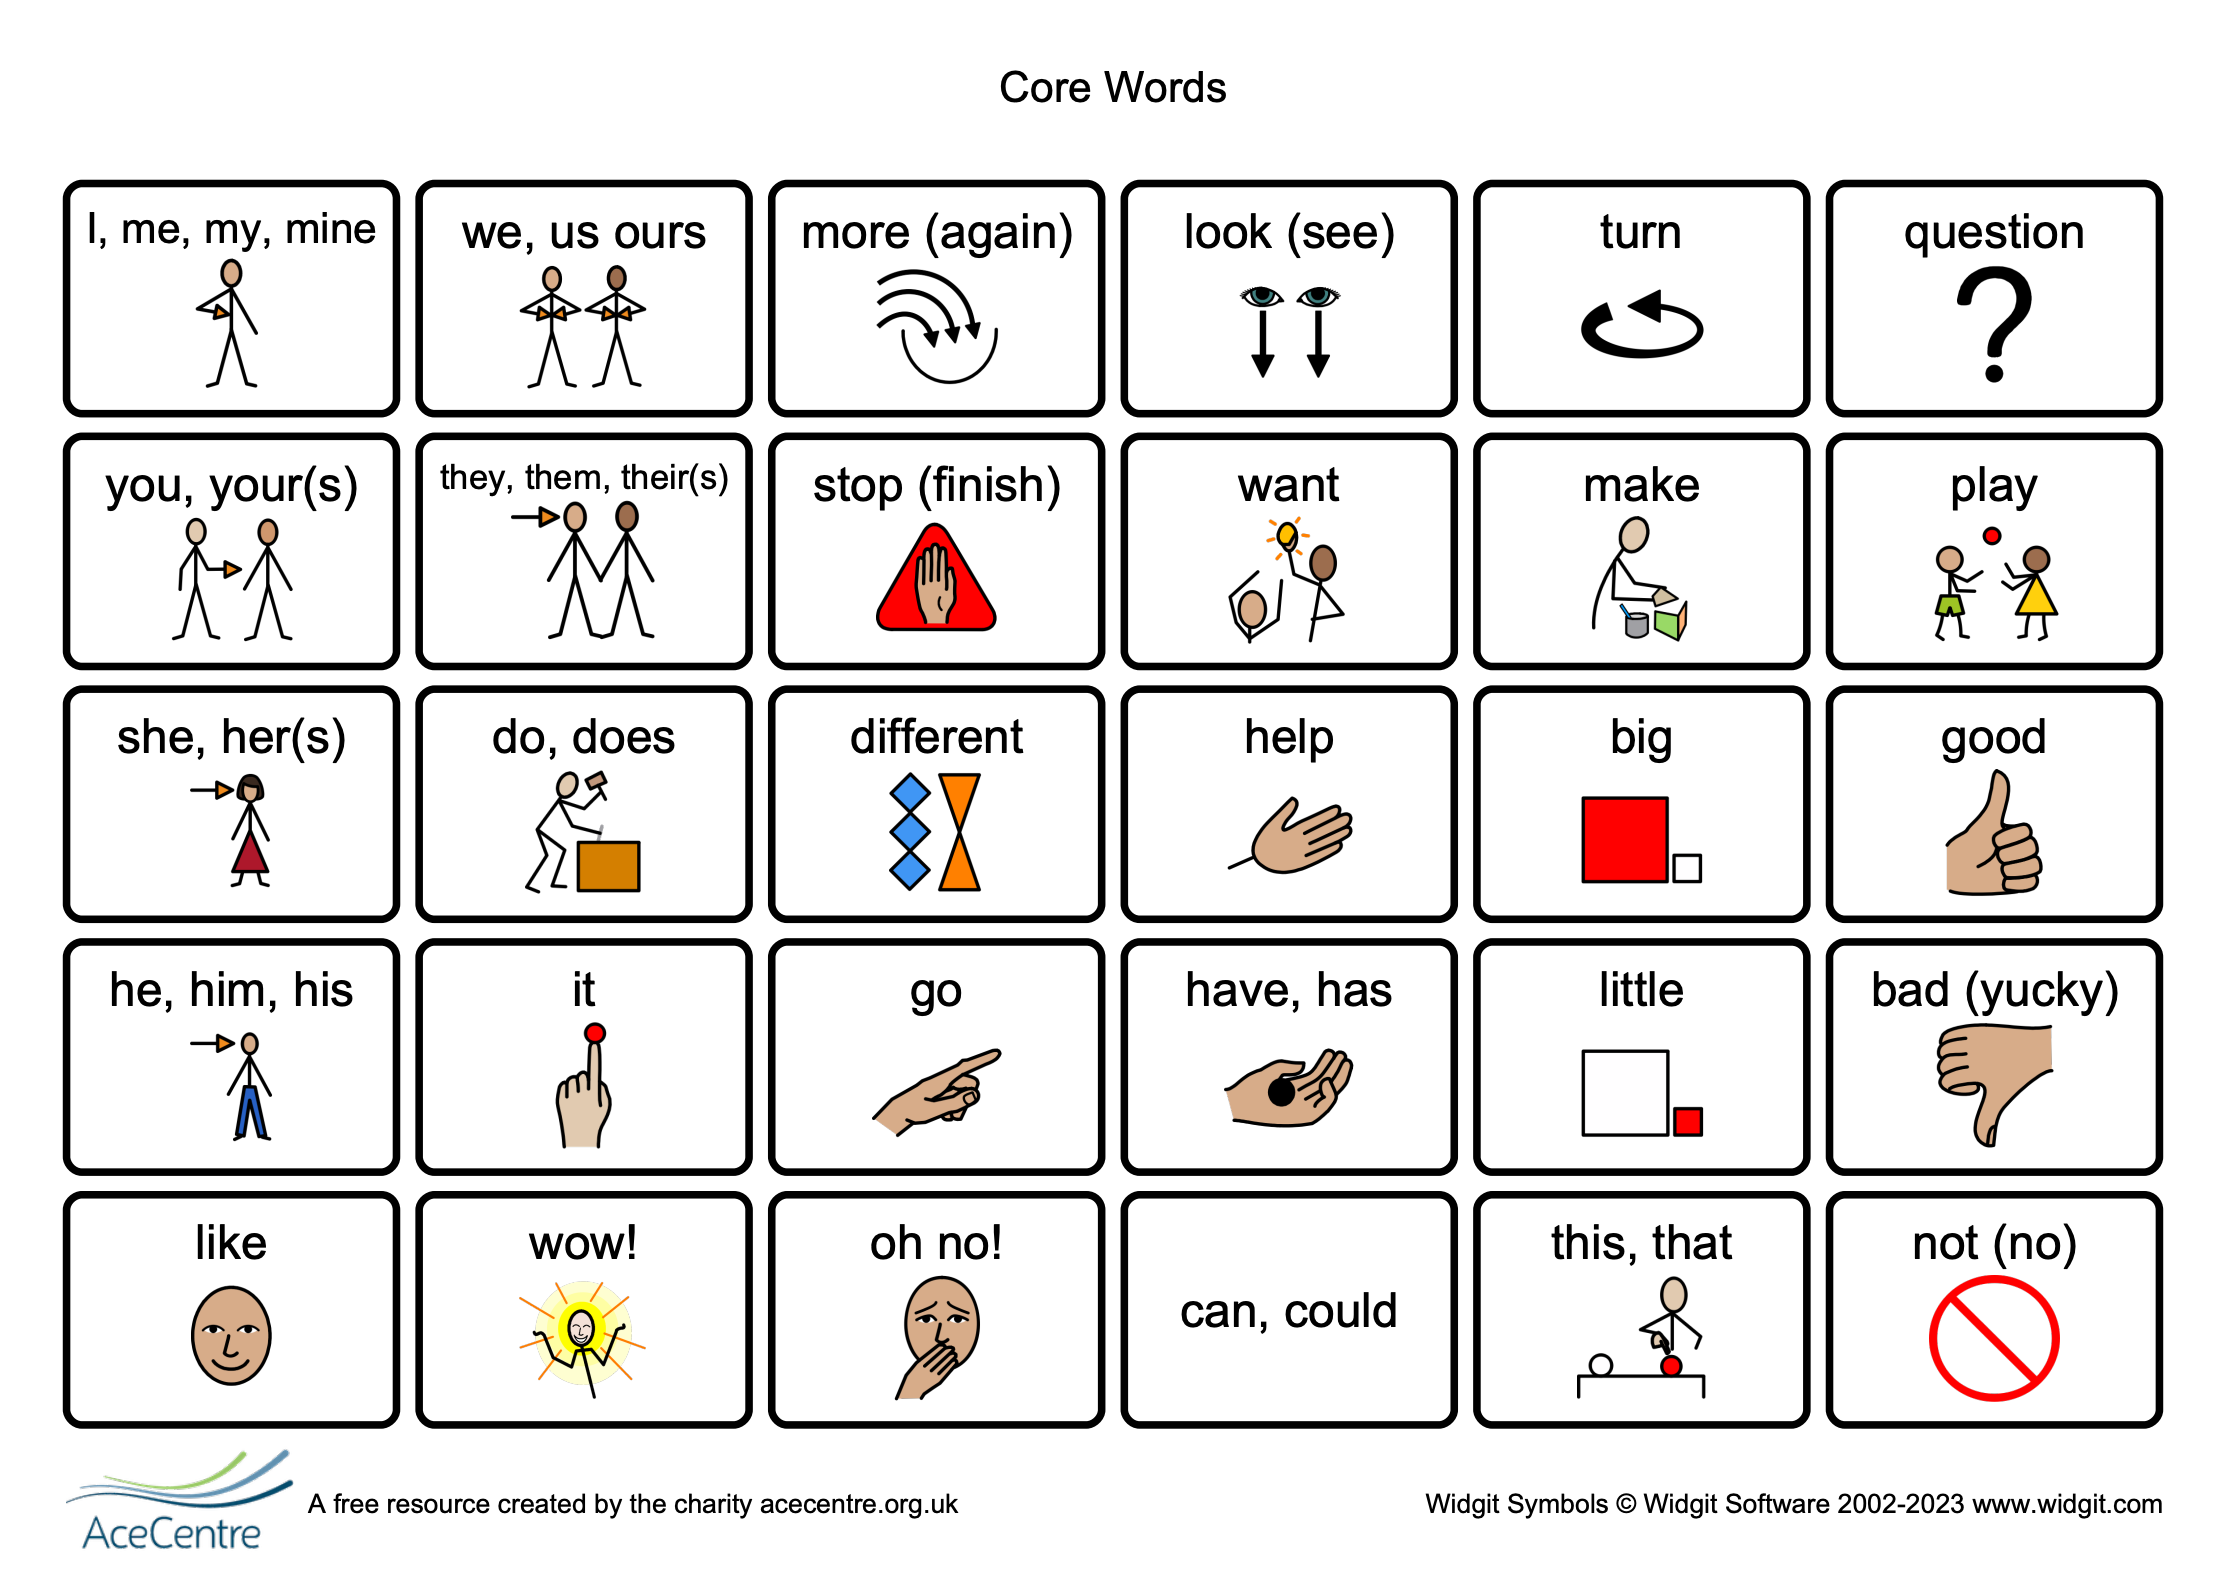 Core Words
I, me, my, mine
we, us ours
more (again)
look (see)
turn
question
you, your(s)
they, them, their(s)
stop (finish)
want
make
play
she, her(s)
do, does
different
help
big
good
he, him, his
it
go
have, has
little
bad (yucky)
like
wow!
oh no!
can, could
this, that
not (no)
AceCentre
A free resource created by the charity acecentre.org.uk
Widgit Symbols © Widgit Software 2002-2023 www.widgit.com